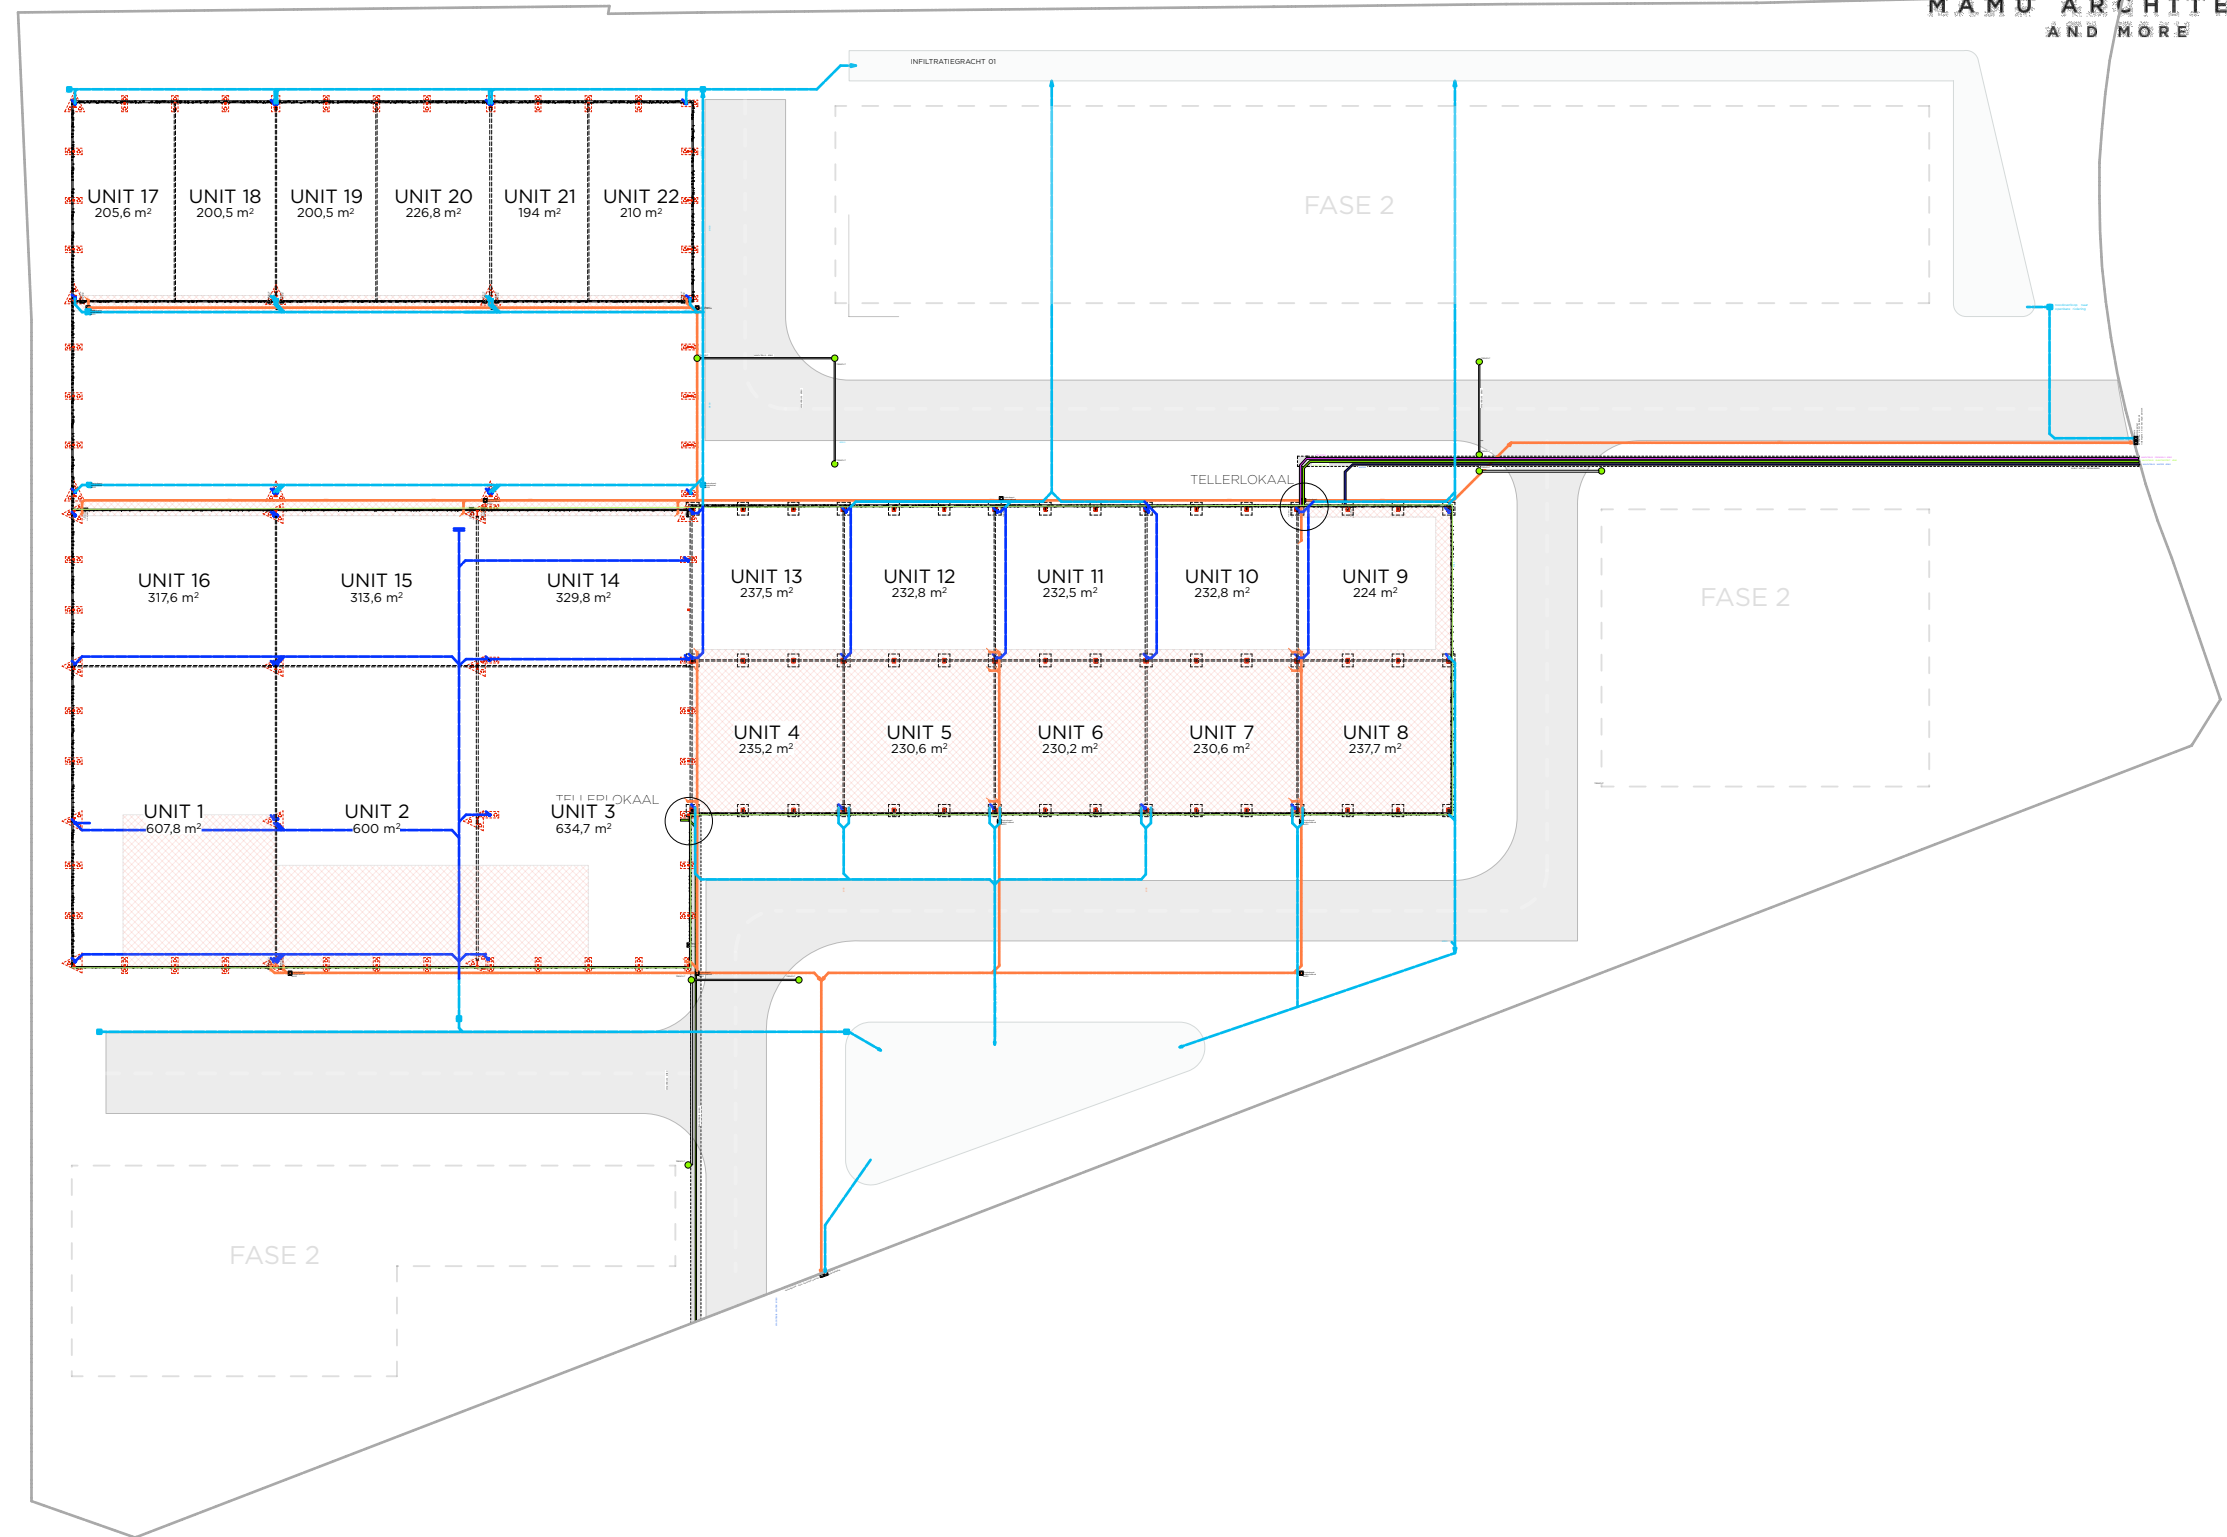 MAMU ARCHITE
AND MORE
INFILTRATIEGRACHT 01
UNIT 17
205,6 m²
UNIT 18
200,5 m²
UNIT 19
200,5 m²
UNIT 20
226,8 m²
UNIT 21
194 m²
UNIT 22
210 m²
FASE 2
TELLERLOKAAL
UNIT 16
317,6 m²
UNIT 15
313,6 m²
UNIT 14
329,8 m²
UNIT 13
237,5 m²
UNIT 12
232,8 m²
UNIT 11
232,5 m²
UNIT 10
232,8 m²
UNIT 9
224 m²
FASE 2
UNIT 4
235,2 m²
UNIT 5
230,6 m²
UNIT 6
230,2 m²
UNIT 7
230,6 m²
UNIT 8
237,7 m²
TELLERLOKAAL
UNIT 1
607,8 m²
UNIT 2
600 m²
UNIT 3
634,7 m²
FASE 2